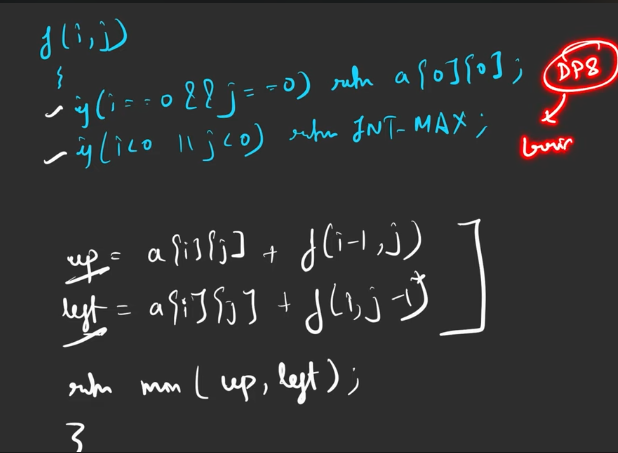 f(i,j)
{
if(i==0 && j==0) return a[0][0];
DP8
if(i<0 || j<0) return INT_MAX;
up = a[i][j] + f(i-1,j)
left = a[i][j] + f(i,j-1)
return min(up, left);
}